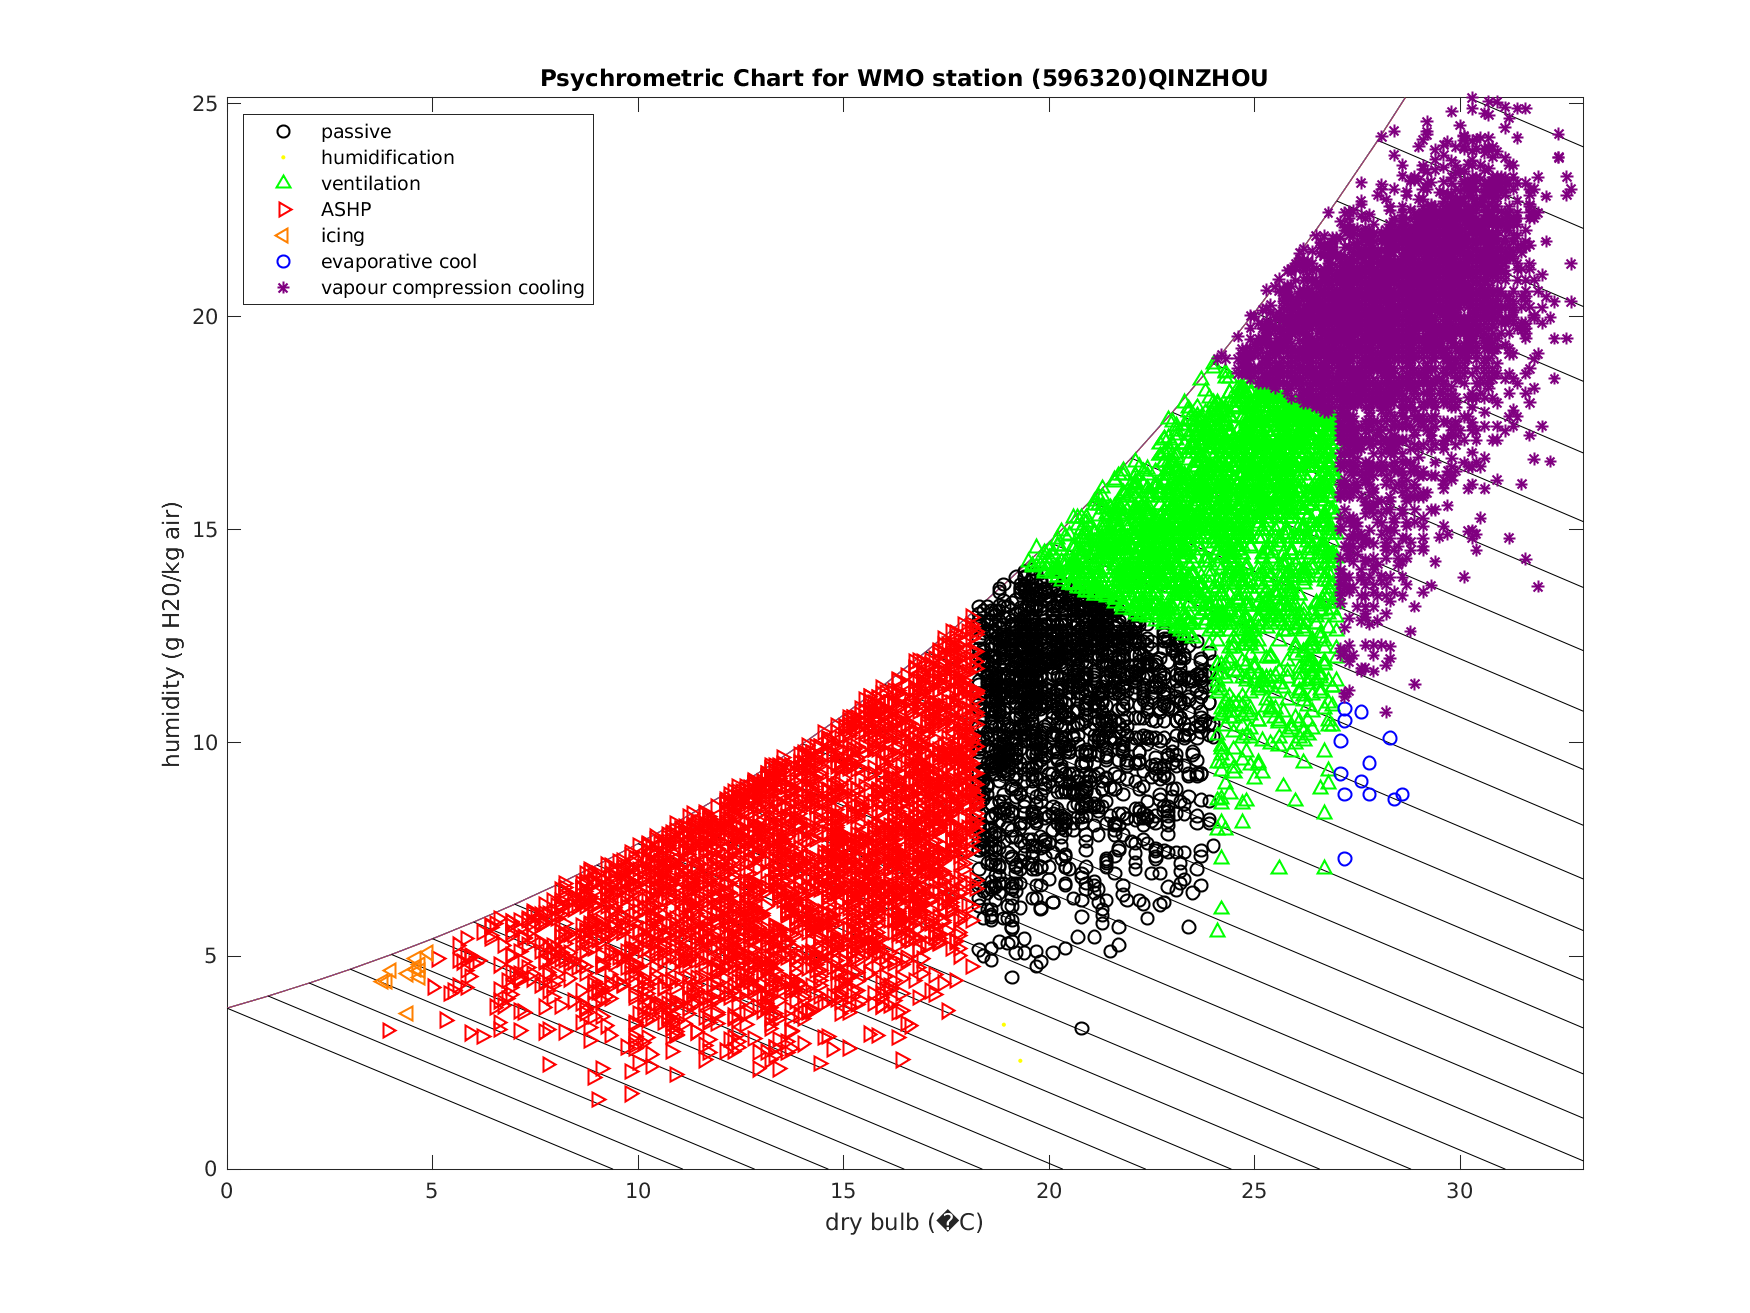 Psychrometric Chart for WMO station (596320)QINZHOU
25
20
15
10
5
0
humidity (g H20/kg air)
passive
humidification
ventilation
ASHP
icing
evaporative cool
vapour compression cooling
0 5 10 15 20 25 30
dry bulb (�C)